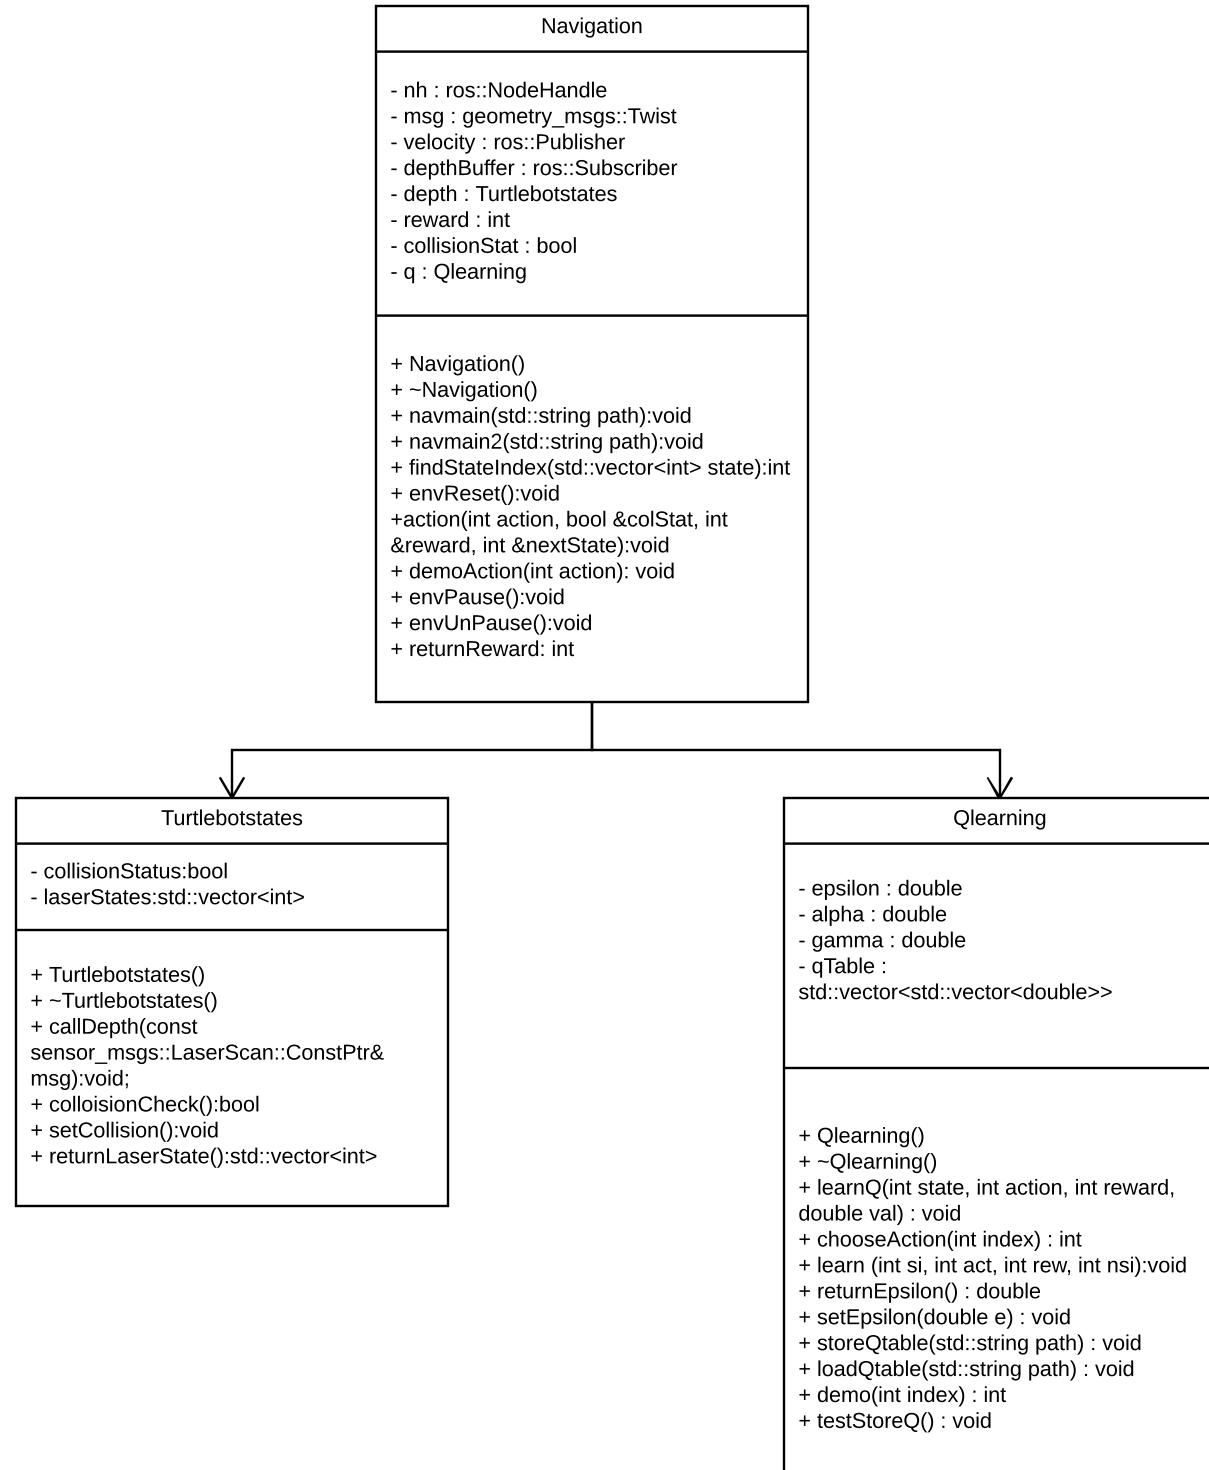 Navigation
- nh : ros::NodeHandle
- msg : geometry_msgs::Twist
- velocity : ros::Publisher
- depthBuffer : ros::Subscriber
- depth : Turtlebotstates
- reward : int
- collisionStat : bool
- q : Qlearning
+ Navigation()
+ ~Navigation()
+ navmain(std::string path):void
+ navmain2(std::string path):void
+ findStateIndex(std::vector<int> state):int
+ envReset():void
+action(int action, bool &colStat, int
&reward, int &nextState):void
+ demoAction(int action): void
+ envPause():void
+ envUnPause():void
+ returnReward: int
Turtlebotstates
- collisionStatus:bool
- laserStates:std::vector<int>
+ Turtlebotstates()
+ ~Turtlebotstates()
+ callDepth(const
sensor_msgs::LaserScan::ConstPtr&
msg):void;
+ colloisionCheck():bool
+ setCollision():void
+ returnLaserState():std::vector<int>
Qlearning
- epsilon : double
- alpha : double
- gamma : double
- qTable :
std::vector<std::vector<double>>
+ Qlearning()
+ ~Qlearning()
+ learnQ(int state, int action, int reward,
double val) : void
+ chooseAction(int index) : int
+ learn (int si, int act, int rew, int nsi):void
+ returnEpsilon() : double
+ setEpsilon(double e) : void
+ storeQtable(std::string path) : void
+ loadQtable(std::string path) : void
+ demo(int index) : int
+ testStoreQ() : void